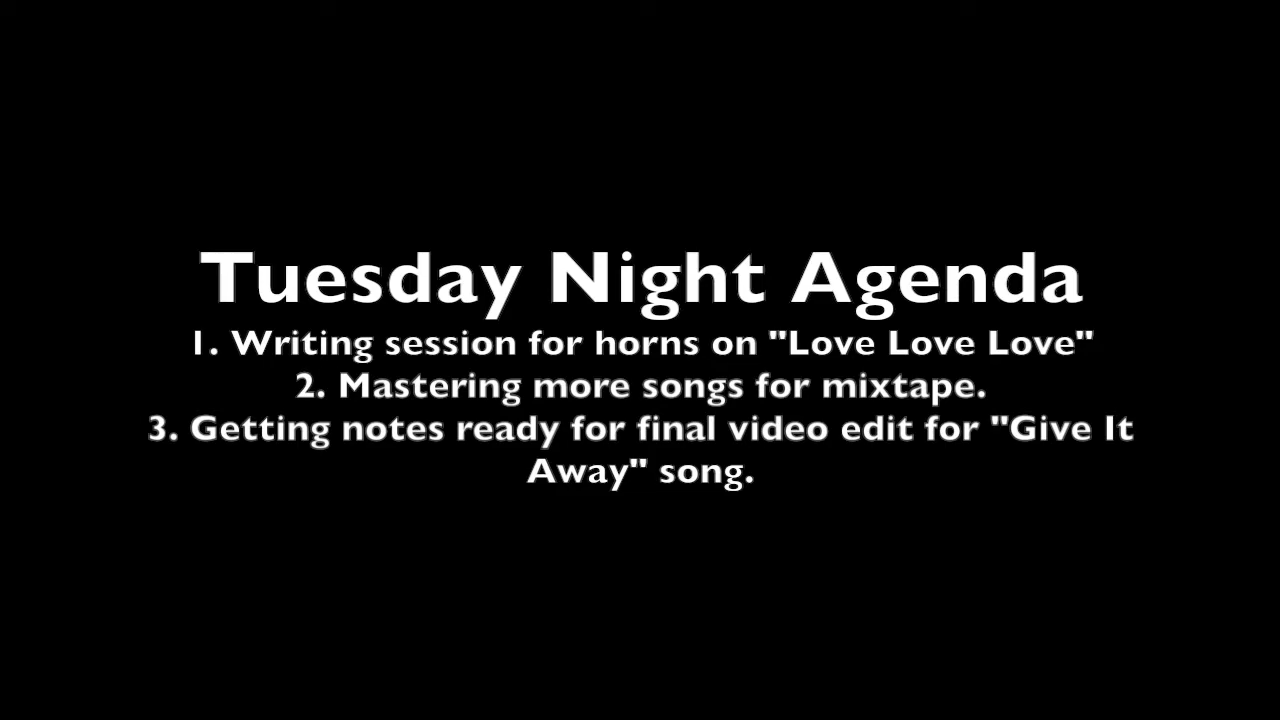 Tuesday Night Agenda
1. Writing session for horns on "Love Love Love"
2. Mastering more songs for mixtape.
3. Getting notes ready for final video edit for "Give It
Away" song.